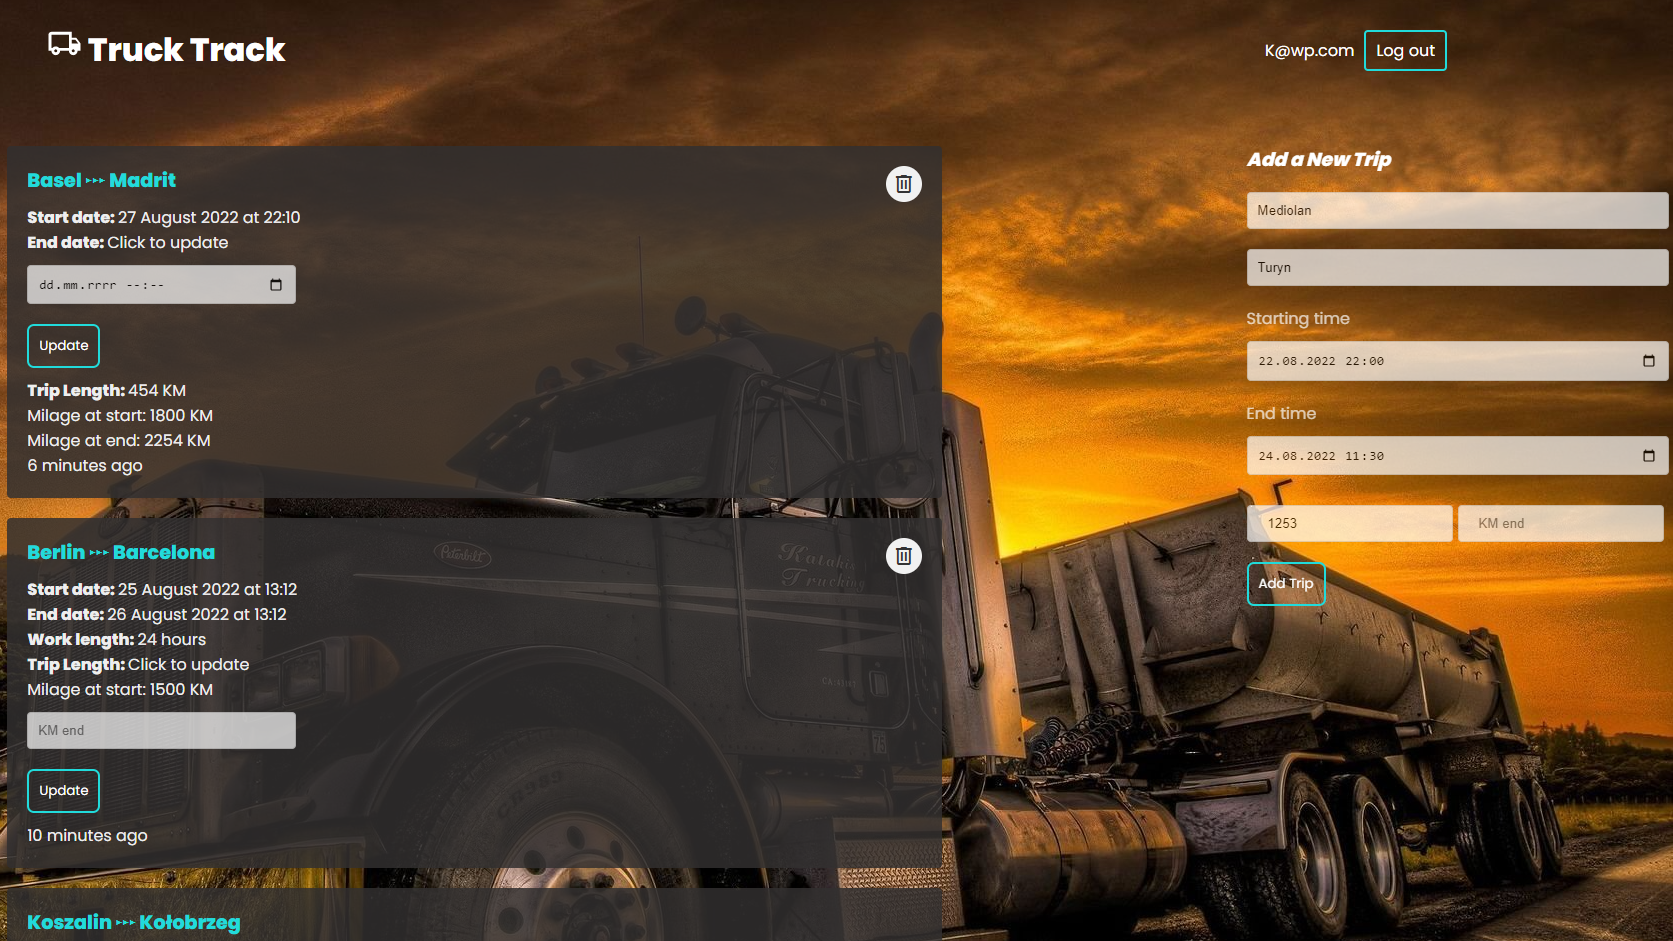 Truck Track
K@wp.com
Log out
Basel ▸▸▸ Madrit
Start date: 27 August 2022 at 22:10
End date: Click to update
dd.mm.rrrr --:--
Update
Trip Length: 454 KM
Milage at start: 1800 KM
Milage at end: 2254 KM
6 minutes ago
Berlin ▸▸▸ Barcelona
Start date: 25 August 2022 at 13:12
End date: 26 August 2022 at 13:12
Work length: 24 hours
Trip Length: Click to update
Milage at start: 1500 KM
KM end
Update
10 minutes ago
Koszalin ▸▸▸ Kołobrzeg
Add a New Trip
Mediolan
Turyn
Starting time
22.08.2022 22:00
End time
24.08.2022 11:30
1253
KM end
Add Trip
Peterbilt
Trucking